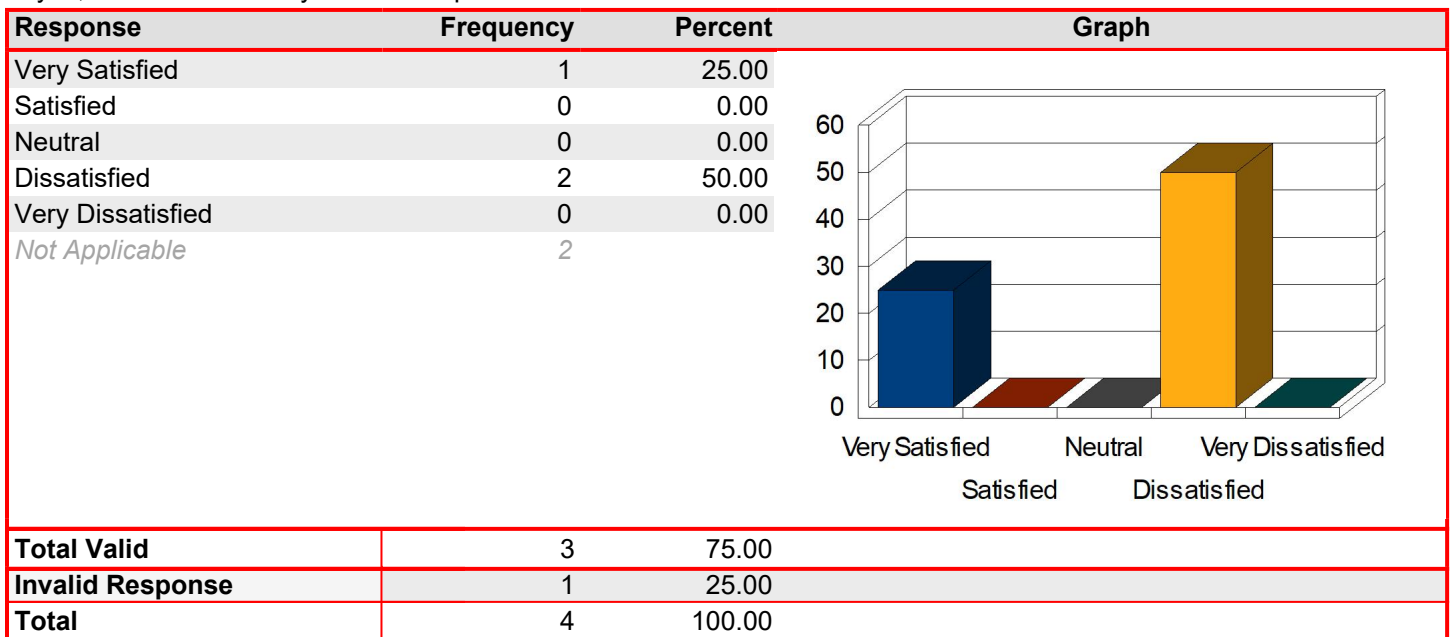 Response Frequency Percent Graph
Very Satisfied 1 25.00
Satisfied 0 0.00
Neutral 0 0.00
Dissatisfied 2 50.00
Very Dissatisfied 0 0.00
Not Applicable 2
60
50
40
30
20
10
0
Very Satisfied Neutral Very Dissatisfied
Satisfied Dissatisfied
Total Valid 3 75.00
Invalid Response 1 25.00
Total 4 100.00